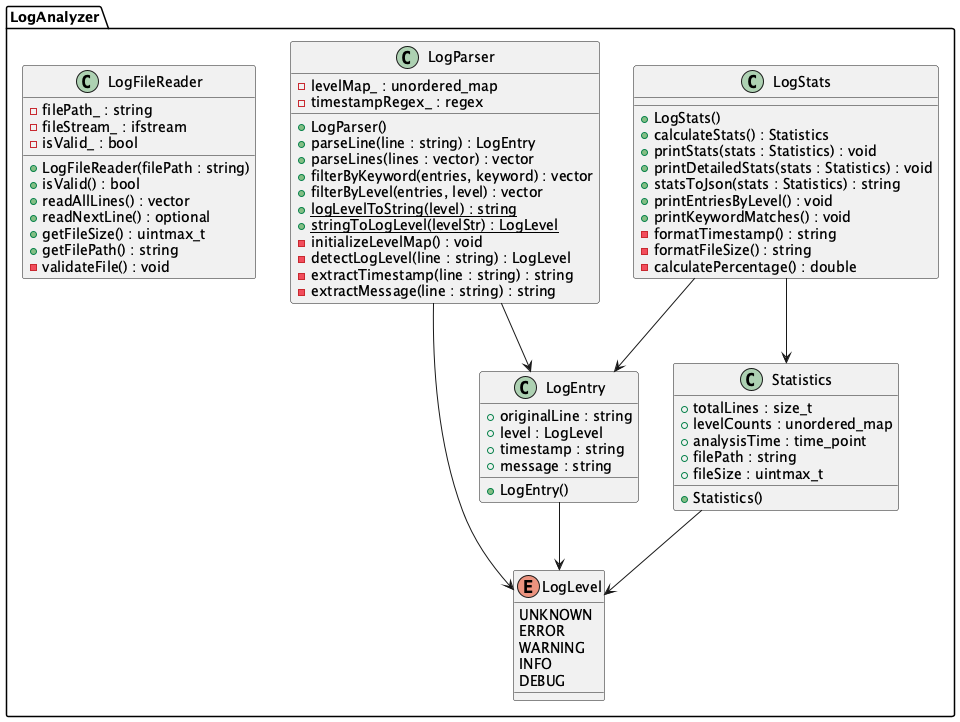 LogAnalyzer
C LogFileReader
filePath_ : string
fileStream_ : ifstream
isValid_ : bool
LogFileReader(filePath : string)
isValid() : bool
readAllLines() : vector
readNextLine() : optional
getFileSize() : uintmax_t
getFilePath() : string
validateFile() : void
C LogParser
levelMap_ : unordered_map
timestampRegex_ : regex
LogParser()
parseLine(line : string) : LogEntry
parseLines(lines : vector) : vector
filterByKeyword(entries, keyword) : vector
filterByLevel(entries, level) : vector
logLevelToString(level) : string
stringToLogLevel(levelStr) : LogLevel
initializeLevelMap() : void
detectLogLevel(line : string) : LogLevel
extractTimestamp(line : string) : string
extractMessage(line : string) : string
C LogStats
LogStats()
calculateStats() : Statistics
printStats(stats : Statistics) : void
printDetailedStats(stats : Statistics) : void
statsToJson(stats : Statistics) : string
printEntriesByLevel() : void
printKeywordMatches() : void
formatTimestamp() : string
formatFileSize() : string
calculatePercentage() : double
C LogEntry
originalLine : string
level : LogLevel
timestamp : string
message : string
LogEntry()
C Statistics
totalLines : size_t
levelCounts : unordered_map
analysisTime : time_point
filePath : string
fileSize : uintmax_t
Statistics()
E LogLevel
UNKNOWN
ERROR
WARNING
INFO
DEBUG